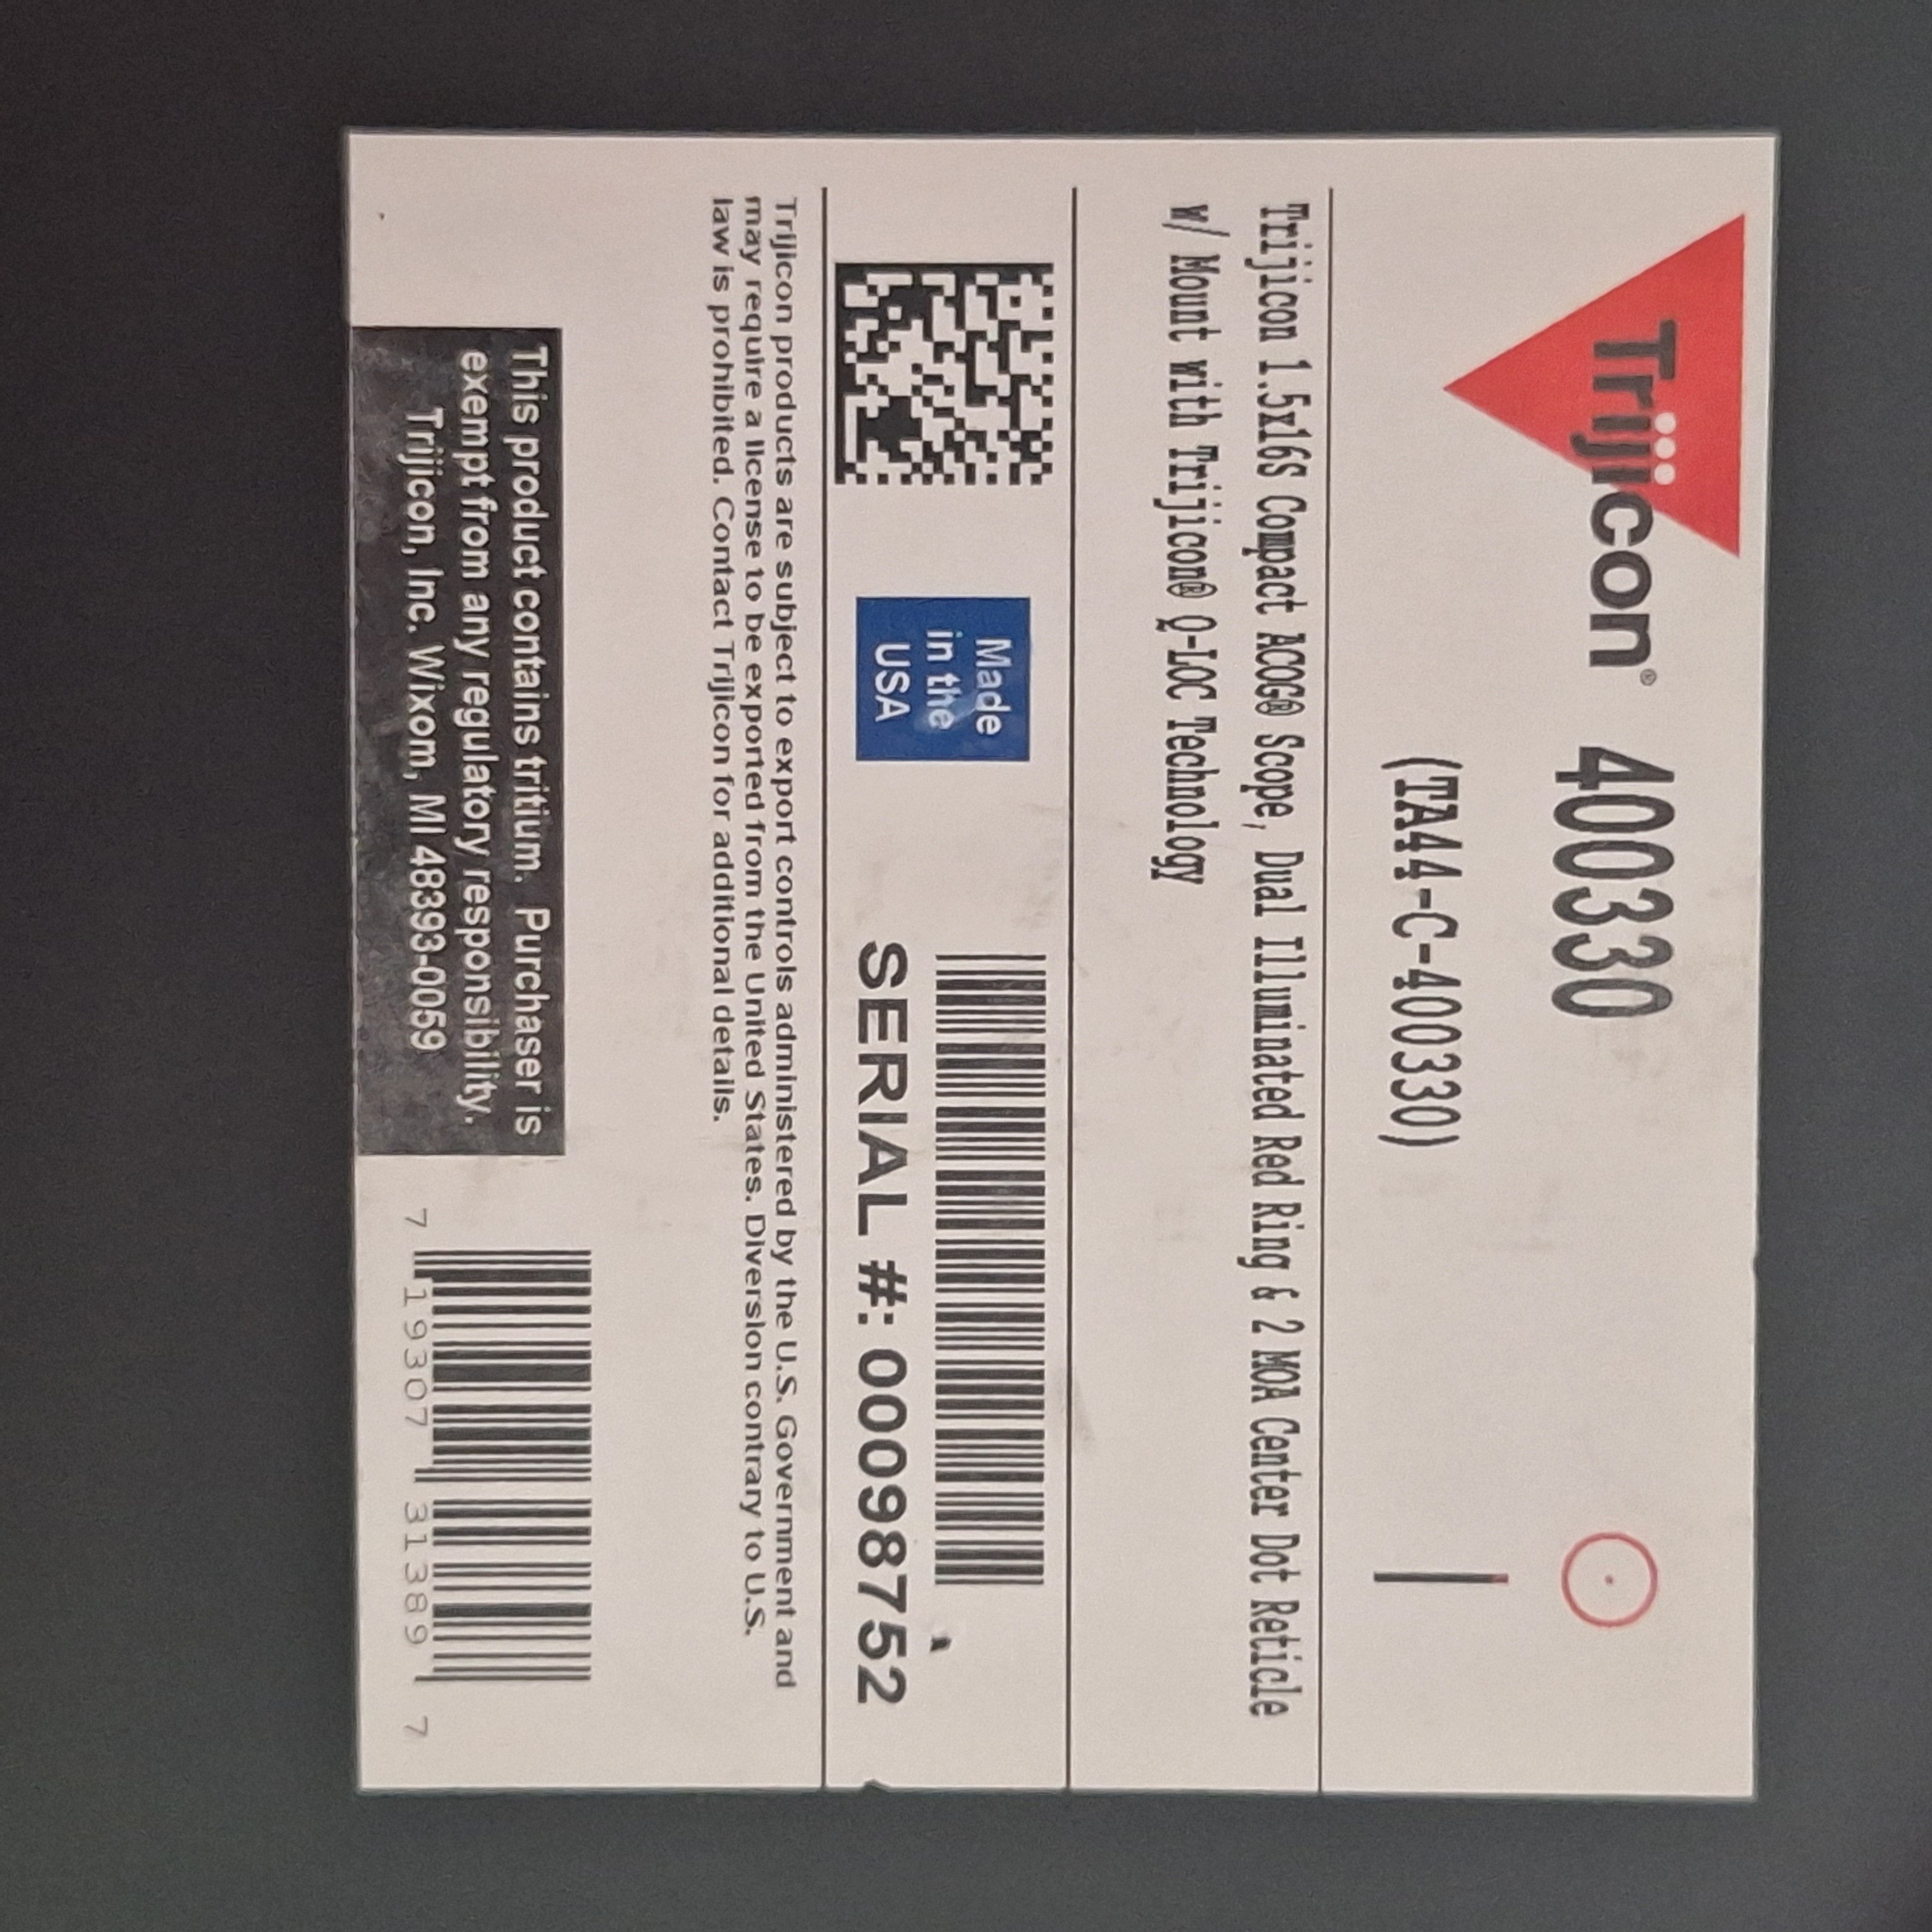 Trijicon® 400330
(TA44-C-400330)
Trijicon 1.5x16S Compact ACOG® Scope, Dual Illuminated Red Ring & 2 MOA Center Dot Reticle
w/ Mount with Trijicon® Q-LOC Technology
Made
in the
USA
SERIAL #: 00098752
Trijicon products are subject to export controls administered by the U.S. Government and
may require a license to be exported from the United States. Diversion contrary to U.S.
law is prohibited. Contact Trijicon for additional details.
This product contains tritium. Purchaser is
exempt from any regulatory responsibility.
Trijicon, Inc. Wixom, MI 48393-0059
7 19307 31389 7